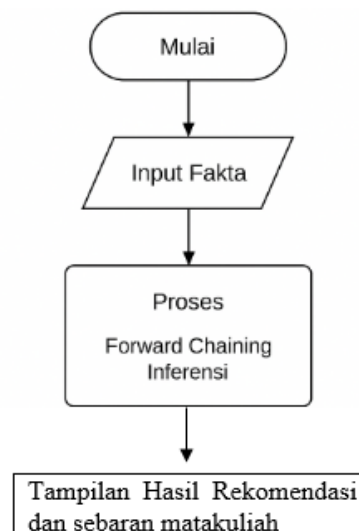 Mulai
Input Fakta
Proses
Forward Chaining
Inferensi
Tampilan Hasil Rekomendasi
dan sebaran matakuliah